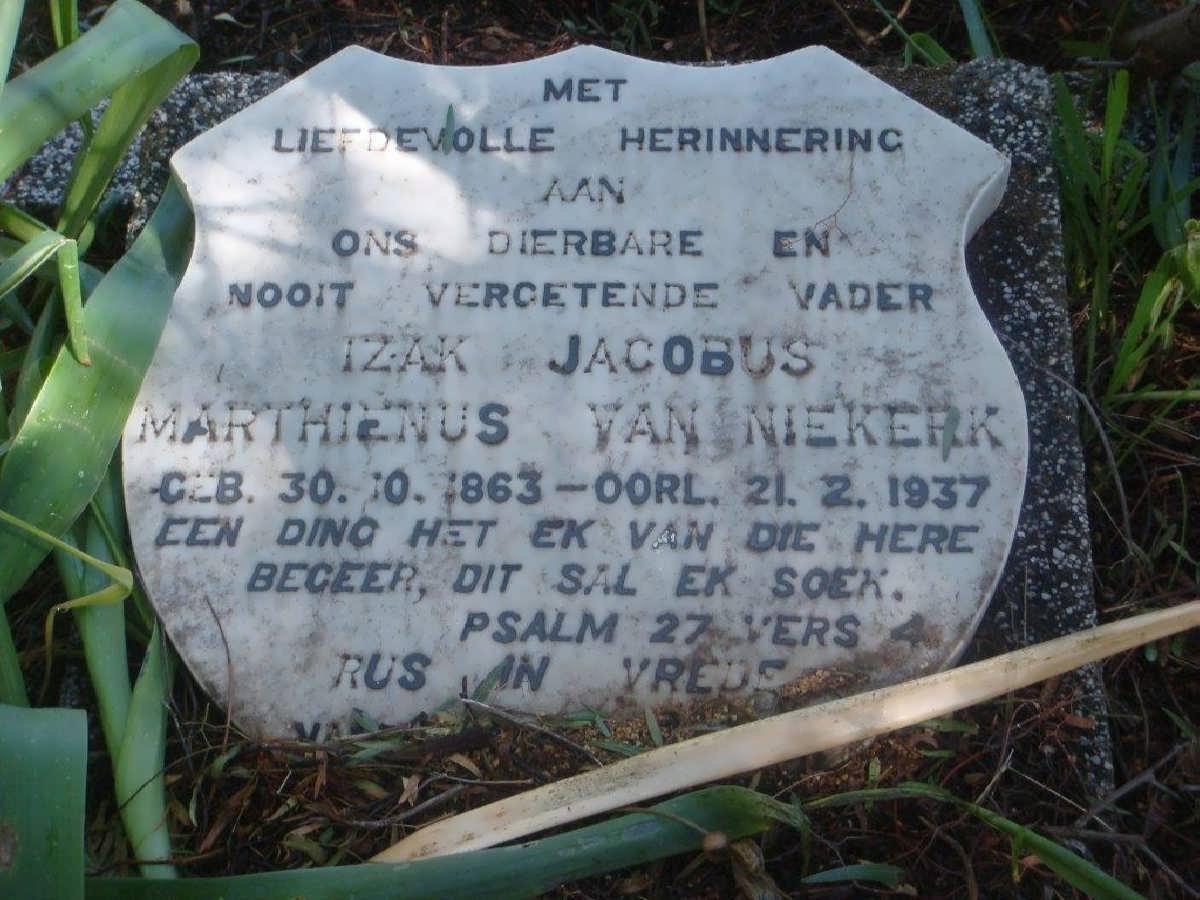 MET
LIEFDEVOLLE HERINNERING
AAN
ONS DIERBARE EN
NOOIT VERGETENDE VADER
IZAK JACOBUS
MARTHIENUS VAN NIEKERK
GEB. 30. 10. 1863 — OORL. 21. 2. 1937
EEN DING HET EK VAN DIE HERE
BEGEER, DIT SAL EK SOEK.
PSALM 27 VERS 4
RUS IN VREDE